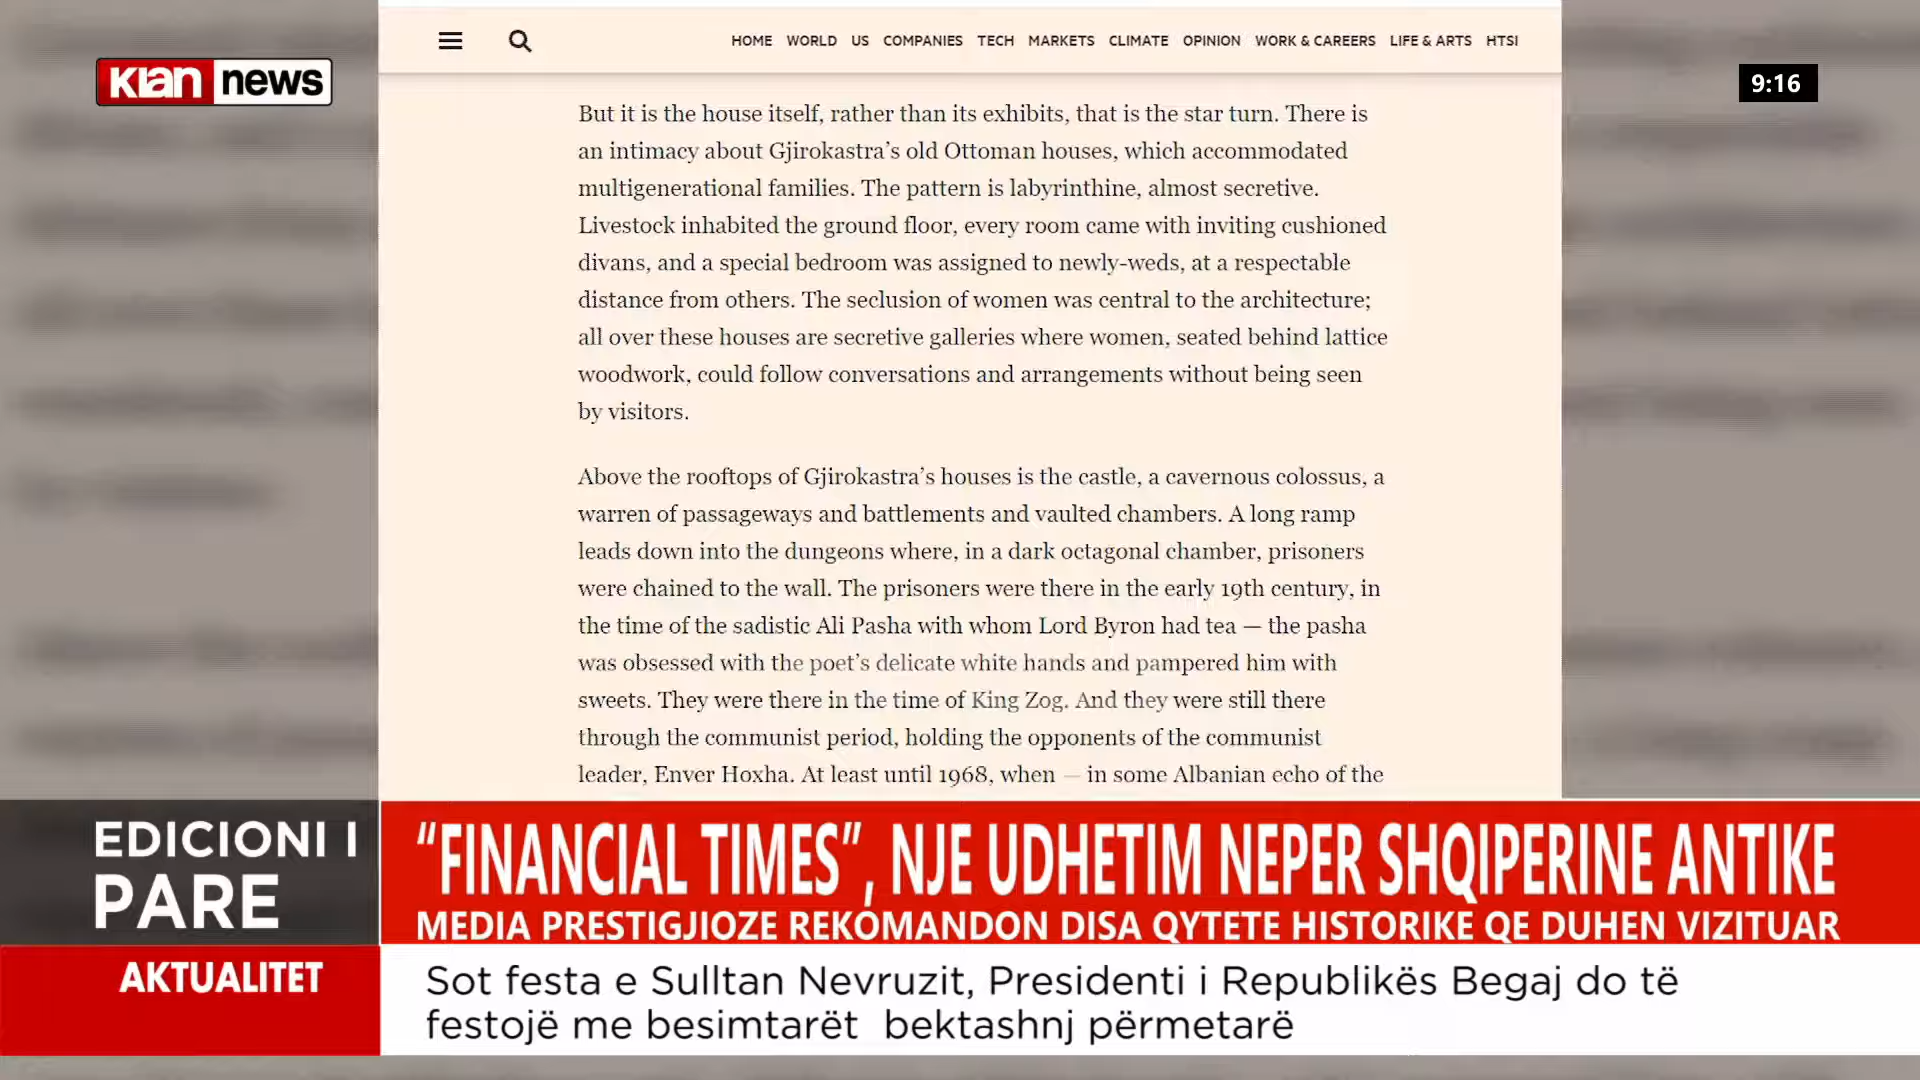 HOME WORLD US COMPANIES TECH MARKETS CLIMATE OPINION WORK & CAREERS LIFE & ARTS HTSI
Klan news
9:16
But it is the house itself, rather than its exhibits, that is the star turn. There is
an intimacy about Gjirokastra’s old Ottoman houses, which accommodated
multigenerational families. The pattern is labyrinthine, almost secretive.
Livestock inhabited the ground floor, every room came with inviting cushioned
divans, and a special bedroom was assigned to newly-weds, at a respectable
distance from others. The seclusion of women was central to the architecture;
all over these houses are secretive galleries where women, seated behind lattice
woodwork, could follow conversations and arrangements without being seen
by visitors.
Above the rooftops of Gjirokastra’s houses is the castle, a cavernous colossus, a
warren of passageways and battlements and vaulted chambers. A long ramp
leads down into the dungeons where, in a dark octagonal chamber, prisoners
were chained to the wall. The prisoners were there in the early 19th century, in
the time of the sadistic Ali Pasha with whom Lord Byron had tea — the pasha
was obsessed with the poet’s delicate white hands and pampered him with
sweets. They were there in the time of King Zog. And they were still there
through the communist period, holding the opponents of the communist
leader, Enver Hoxha. At least until 1968, when — in some Albanian echo of the
EDICIONI I
PARE
“FINANCIAL TIMES”, NJE UDHETIM NEPER SHQIPERINE ANTIKE
MEDIA PRESTIGJIOZE REKOMANDON DISA QYTETE HISTORIKE QE DUHEN VIZITUAR
AKTUALITET
Sot festa e Sulltan Nevruzit, Presidenti i Republikës Begaj do të
festojë me besimtarët bektashnj përmetarë